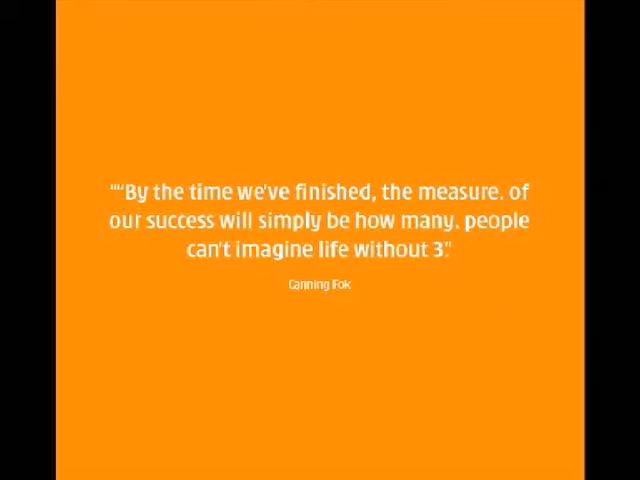 ““By the time we've finished, the measure. of
our success will simply be how many. people
can't imagine life without 3.”
Canning Fok